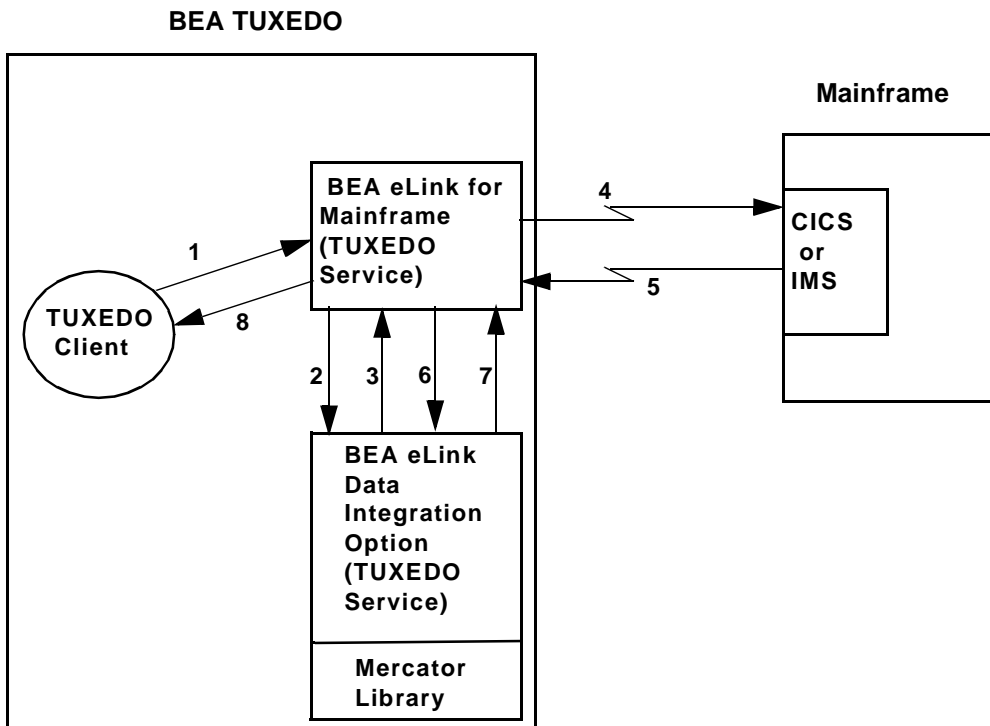 BEA TUXEDO
Mainframe
BEA eLink for
Mainframe
(TUXEDO
Service)
4
CICS
or
IMS
1
5
TUXEDO
Client
8
2
3
6
7
BEA eLink
Data
Integration
Option
(TUXEDO
Service)
Mercator
Library